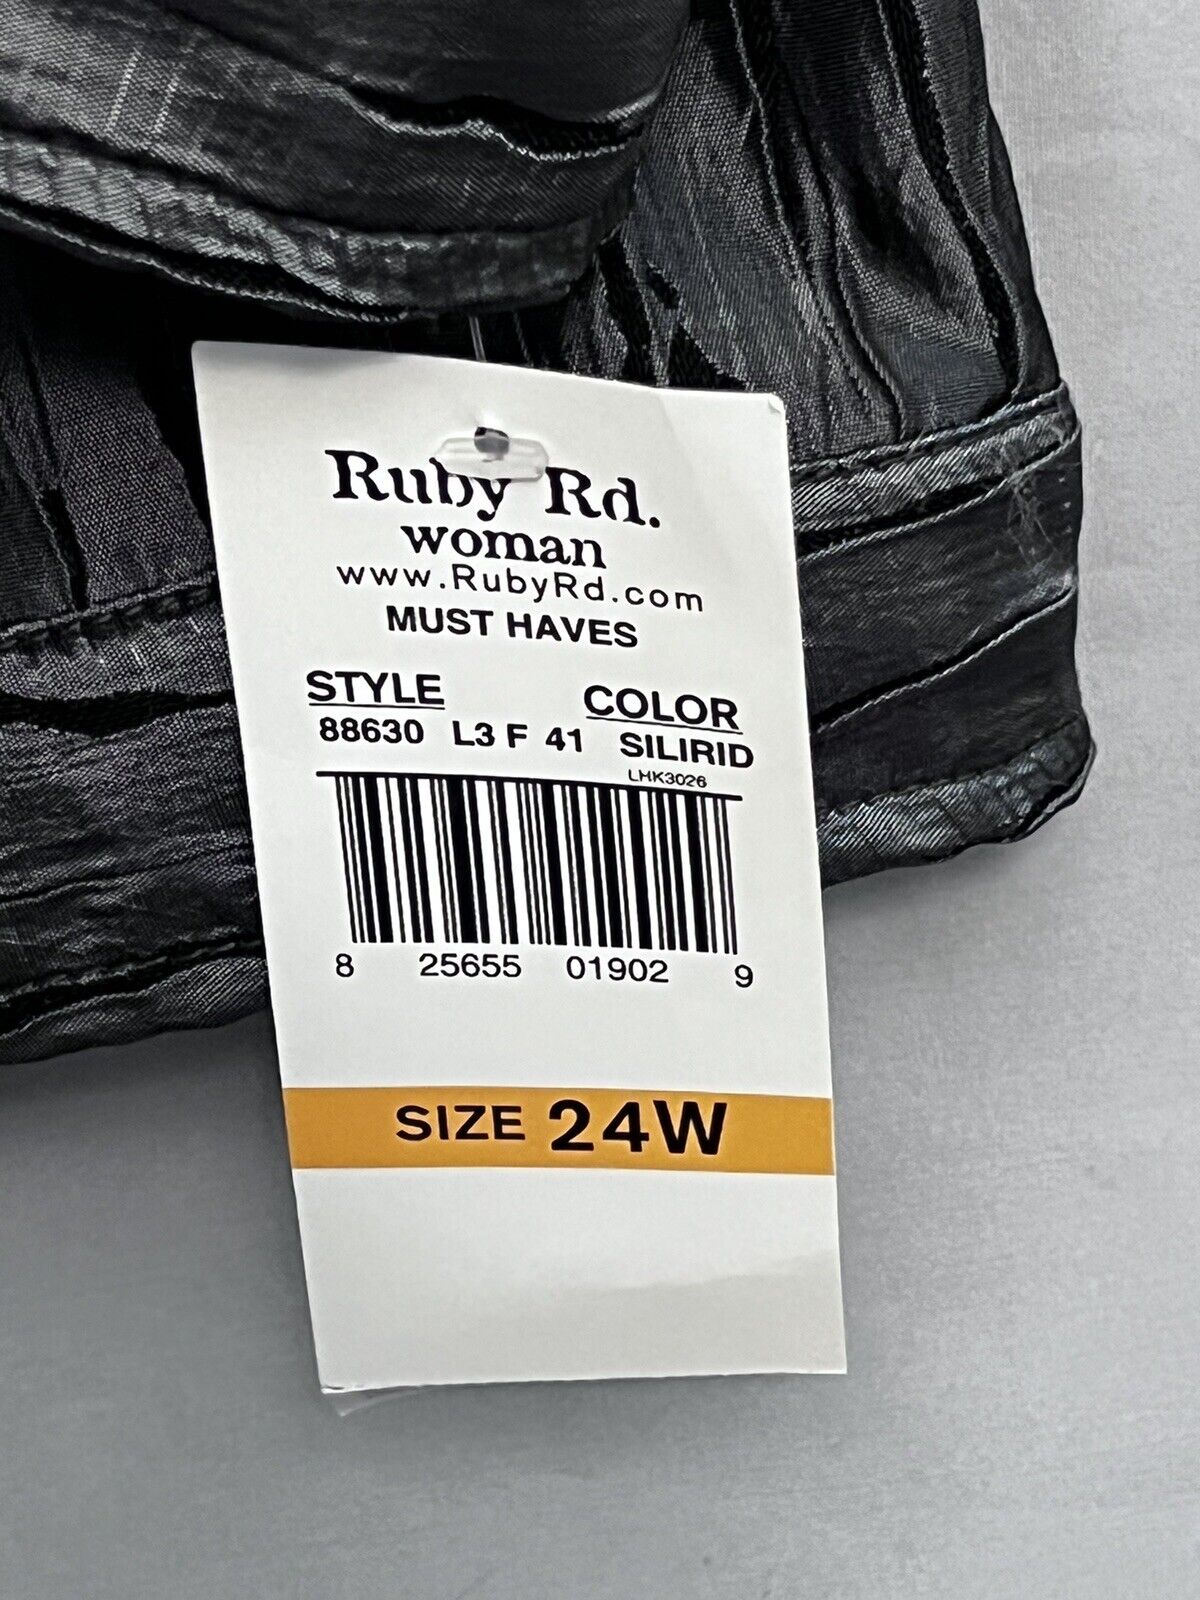 Ruby Rd.
woman
www.RubyRd.com
MUST HAVES
STYLE COLOR
88630 L3 F 41 SILIRID
LHK3026
8 25655 01902 9
SIZE 24W